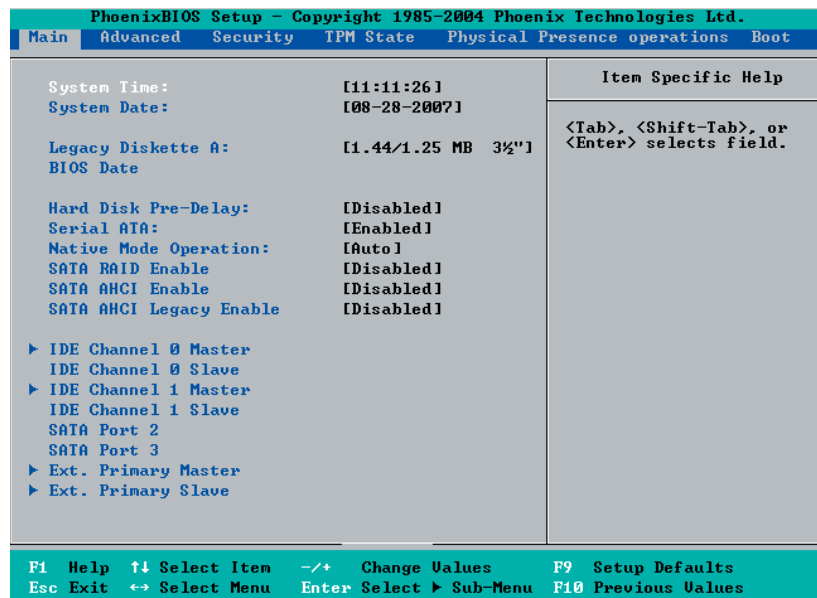 PhoenixBIOS Setup - Copyright 1985-2004 Phoenix Technologies Ltd.
Main Advanced Security TPM State Physical Presence operations Boot
System Time: [11:11:26]
System Date: [08-28-2007]
Legacy Diskette A: [1.44/1.25 MB 3½"]
BIOS Date
Hard Disk Pre-Delay: [Disabled]
Serial ATA: [Enabled]
Native Mode Operation: [Auto]
SATA RAID Enable [Disabled]
SATA AHCI Enable [Disabled]
SATA AHCI Legacy Enable [Disabled]
▶ IDE Channel 0 Master
IDE Channel 0 Slave
▶ IDE Channel 1 Master
IDE Channel 1 Slave
SATA Port 2
SATA Port 3
▶ Ext. Primary Master
▶ Ext. Primary Slave
Item Specific Help
<Tab>, <Shift-Tab>, or
<Enter> selects field.
F1 Help ↑↓ Select Item -/+ Change Values F9 Setup Defaults
Esc Exit ↔ Select Menu Enter Select ▶ Sub-Menu F10 Previous Values